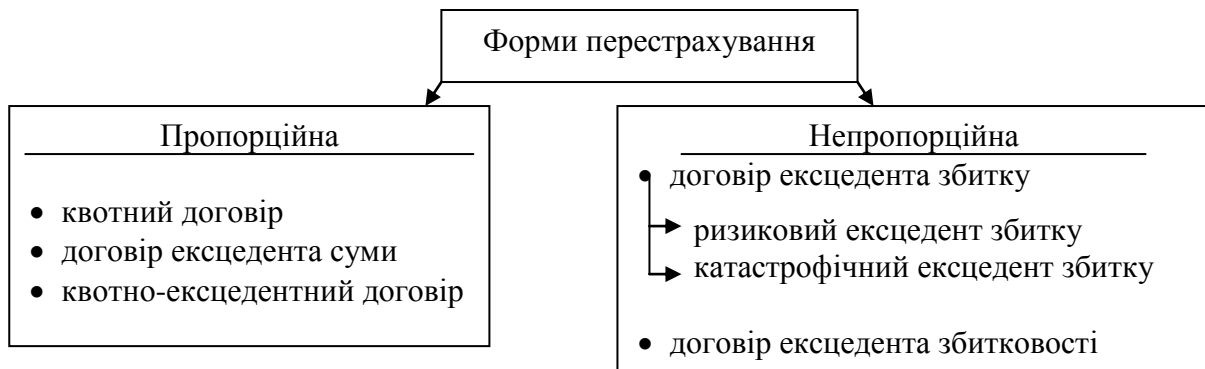 Форми перестрахування
Пропорційна
• квотний договір
• договір ексцедента суми
• квотно-ексцедентний договір
Непропорційна
• договір ексцедента збитку
ризиковий ексцедент збитку
катастрофічний ексцедент збитку
• договір ексцедента збитковості